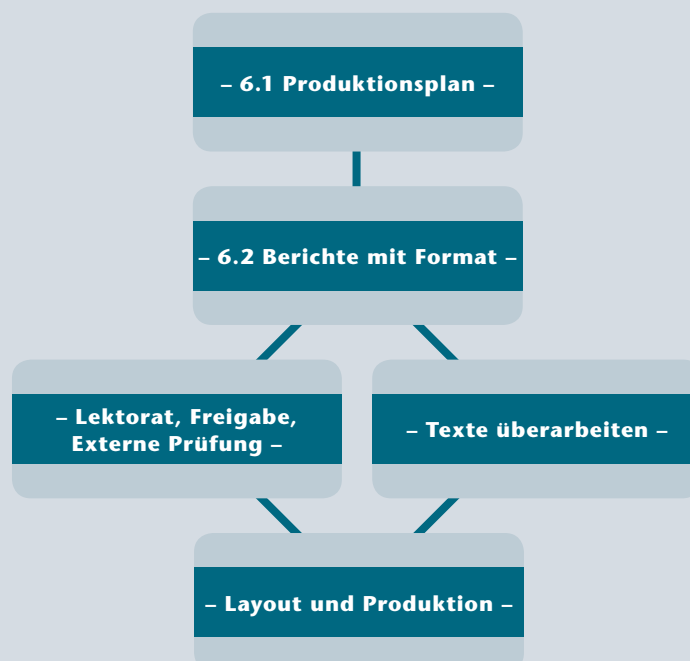 – 6.1 Produktionsplan –
– 6.2 Berichte mit Format –
– Lektorat, Freigabe,
Externe Prüfung –
– Texte überarbeiten –
– Layout und Produktion –